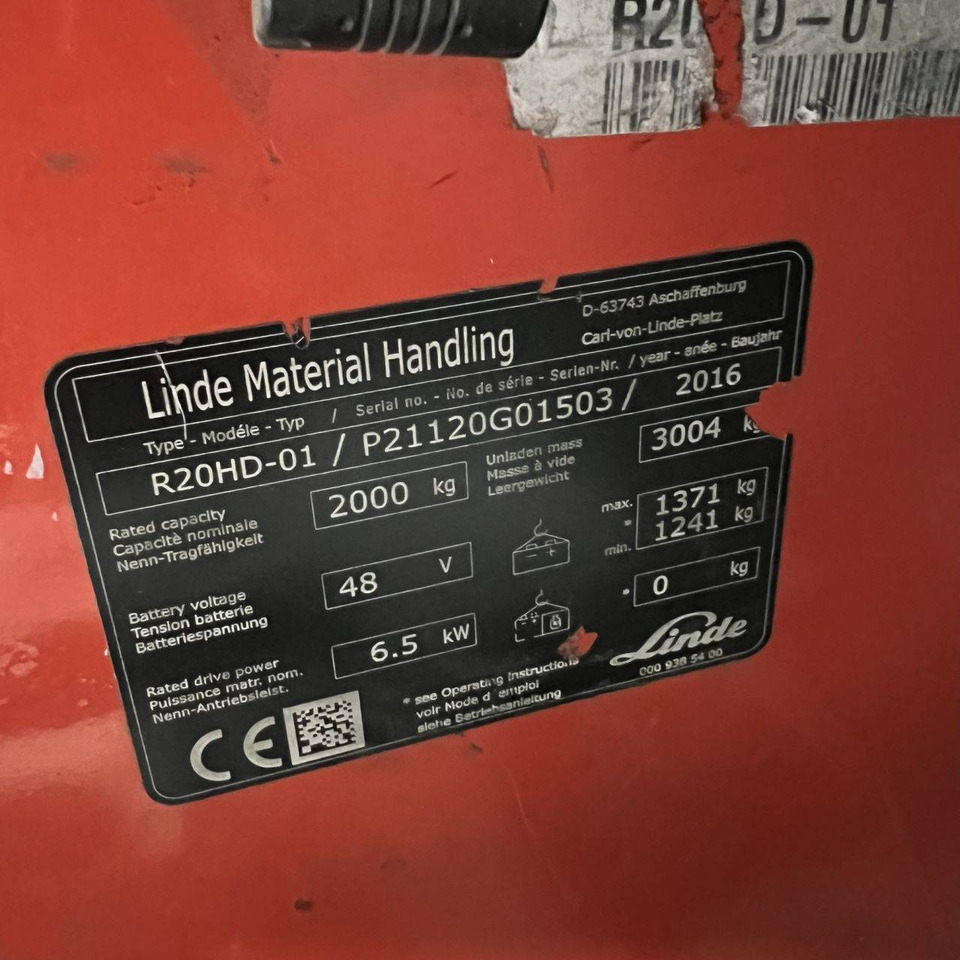 R20 D-01
Linde Material Handling
D-63743 Aschaffenburg
Carl-von-Linde-Platz
Type - Modéle - Typ / Serial no. - No. de série - Serien-Nr. / year - anée - Baujahr
R20HD-01 / P21120G01503 / 2016
Rated capacity
Capacité nominale
Nenn-Tragfähigkeit
2000 kg
Unladen mass
Masse à vide
Leergewicht
3004 k
Battery voltage
Tension batterie
Batteriespannung
48 V
max. 1371 kg
* 1241 kg
min.
Rated drive power
Puissance matr. nom.
Nenn-Antriebsleist.
6.5 kW
* 0 kg
* see Operating Instructions
voir Mode d'emploi
siehe Betriebsanleitung
Linde
000 938 54 00
CE